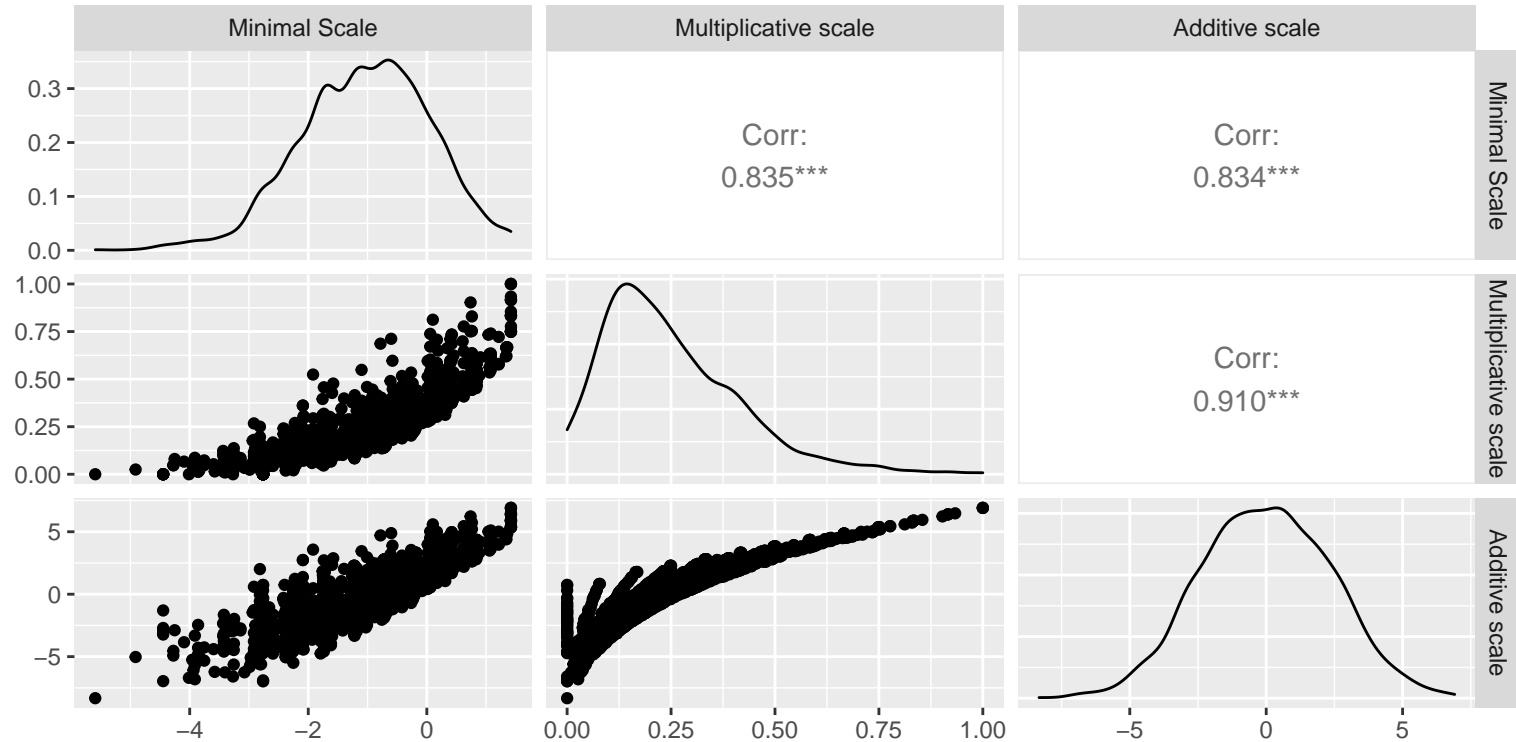 Minimal Scale
Multiplicative scale
Additive scale
0.3
0.2
0.1
0.0
Corr:
0.835***
Corr:
0.834***
Minimal Scale
1.00
0.75
0.50
0.25
0.00
Corr:
0.910***
Multiplicative scale
5
0
−5
Additive scale
−4
−2
0
0.00
0.25
0.50
0.75
1.00
−5
0
5